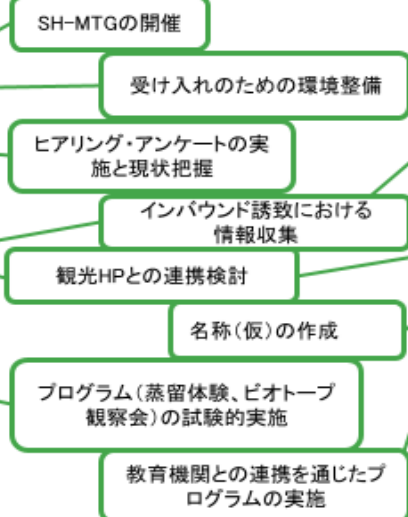 SH-MTGの開催
受け入れのための環境整備
ヒアリング・アンケートの実
施と現状把握
インバウンド誘致における
情報収集
観光HPとの連携検討
名称(仮)の作成
プログラム(蒸留体験、ビオトープ
観察会)の試験的実施
教育機関との連携を通じたプ
ログラムの実施